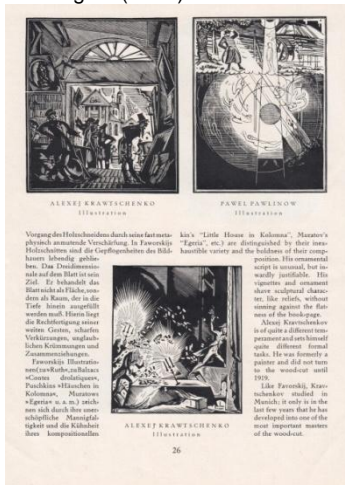 ALEXEJ KRAWTSCHENKO
Illustration
PAWEL PAWLINOW
Illustration
Vorgang des Holzschneidens durch seine fast meta-
physisch anmutende Verschärfung. In Faworskijs
Holzschnitten sind die Gepflogenheiten des Bild-
hauers lebendig geblie-
ben. Das Dreidimensio-
nale auf dem Blatt ist sein
Ziel. Er behandelt das
Blatt nicht als Fläche, son-
dern als Raum, der in die
Tiefe hinein ausgefüllt
werden muß. Hierin liegt
die Rechtfertigung seiner
weiten Gesten, scharfen
Verkürzungen, unglaub-
lichen Krümmungen und
Zusammenziehungen.
Faworskijs Illustratio-
nen (zu »Ruth«, zu Balzacs
»Contes drolatiques«,
Puschkins »Häuschen in
Kolomna«, Muratows
»Egeria« u. a. m.) zeich-
nen sich durch ihre uner-
schöpfliche Mannigfal-
tigkeit und die Kühnheit
ihres kompositionellen
ALEXEJ KRAWTSCHENKO
Illustration
kin's "Little House in Kolomna", Muratov's
"Egeria", etc.) are distinguished by their inex-
haustible variety and the boldness of their comp-
position. His ornamental
script is unusual, but in-
wardly justifiable. His
vignettes and ornament
have sculptural charac-
ter, like reliefs, without
sinning against the flat-
ness of the book-page.
Alexej Kravtschenko
is of quite a different tem-
perament and sets himself
quite different formal
tasks. He was formerly a
painter and did not turn
to the wood-cut until
1919.
Like Favorskij, Krav-
tschenko studied in
Munich; it only is in the
last few years that he has
developed into one of the
most important masters
of the wood-cut.
26